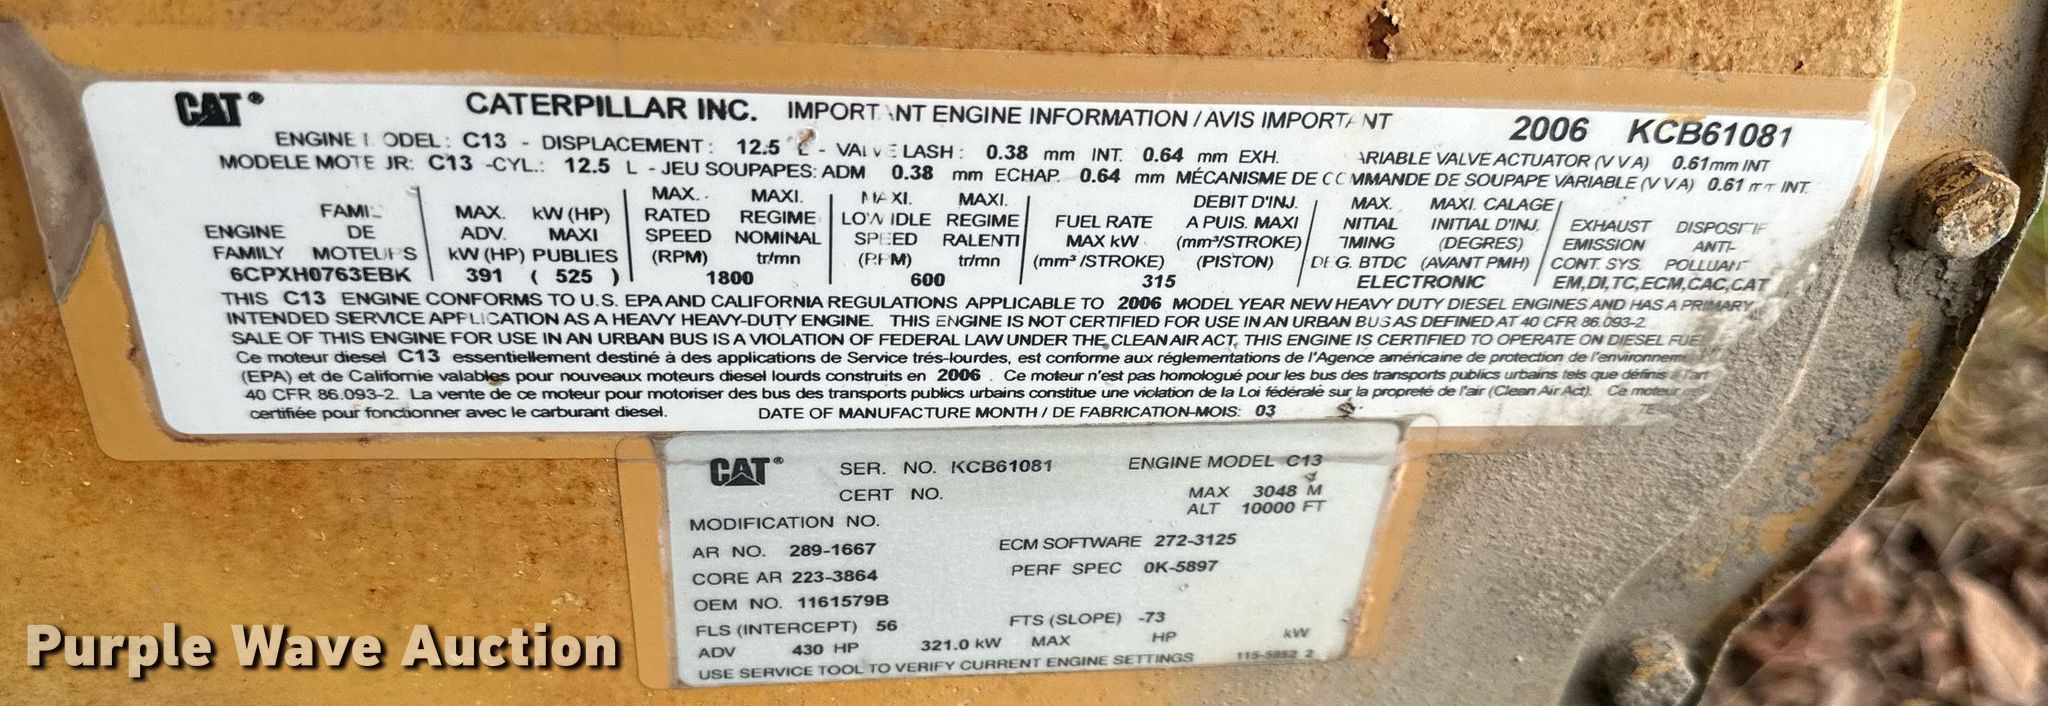 CAT® CATERPILLAR INC. IMPORTANT ENGINE INFORMATION / AVIS IMPORTANT 2006 KCB61081
ENGINE MODEL: C13 - DISPLACEMENT: 12.5 L - VALVE LASH: 0.38 mm INT. 0.64 mm EXH. VARIABLE VALVE ACTUATOR (VVA) 0.61mm INT
MODELE MOTEUR: C13 -CYL.: 12.5 L - JEU SOUPAPES: ADM 0.38 mm ECHAP. 0.64 mm MÉCANISME DE COMMANDE DE SOUPAPE VARIABLE (VVA) 0.61 mm INT.
MAX. MAXI. MAXI. MAXI. DEBIT D'INJ. MAX. MAXI. CALAGE
FAMIL MAX. kW (HP) RATED REGIME LOW IDLE REGIME FUEL RATE A PUIS. MAXI INITIAL INITIAL D'INJ. EXHAUST DISPOSITIF
ENGINE DE ADV. MAXI SPEED NOMINAL SPEED RALENTI MAX kW (mm³/STROKE) TIMING (DEGRES) EMISSION ANTI-
FAMILY MOTEURS kW (HP) PUBLIES (RPM) tr/mn (RPM) tr/mn (mm³/STROKE) (PISTON) DEG. BTDC (AVANT PMH) CONT. SYS. POLLUANT
6CPXH0763EBK 391 ( 525 ) 1800 600 315 ELECTRONIC EM,DI,TC,ECM,CAC,CAT
THIS C13 ENGINE CONFORMS TO U.S. EPA AND CALIFORNIA REGULATIONS APPLICABLE TO 2006 MODEL YEAR NEW HEAVY DUTY DIESEL ENGINES AND HAS A PRIMARY
INTENDED SERVICE APPLICATION AS A HEAVY HEAVY-DUTY ENGINE. THIS ENGINE IS NOT CERTIFIED FOR USE IN AN URBAN BUS AS DEFINED AT 40 CFR 86.093-2.
SALE OF THIS ENGINE FOR USE IN AN URBAN BUS IS A VIOLATION OF FEDERAL LAW UNDER THE CLEAN AIR ACT, THIS ENGINE IS CERTIFIED TO OPERATE ON DIESEL FUEL
Ce moteur diesel C13 essentiellement destiné à des applications de Service trés-lourdes, est conforme aux réglementations de l'Agence américaine de protection de l'environnem
(EPA) et de Californie valables pour nouveaux moteurs diesel lourds construits en 2006 . Ce moteur n'est pas homologué pour les bus des transports publics urbains tels que définis à l'art
40 CFR 86.093-2. La vente de ce moteur pour motoriser des bus des transports publics urbains constitue une violation de la Loi fédérale sur la propreté de l'air (Clean Air Act). Ce moteur
certifiée pour fonctionner avec le carburant diesel. DATE OF MANUFACTURE MONTH / DE FABRICATION-MOIS: 03
CAT® SER. NO. KCB61081 ENGINE MODEL C13
CERT NO. MAX 3048 M
ALT 10000 FT
MODIFICATION NO.
AR NO. 289-1667 ECM SOFTWARE 272-3125
CORE AR 223-3864 PERF SPEC 0K-5897
OEM NO. 1161579B
FLS (INTERCEPT) 56 FTS (SLOPE) -73
ADV 430 HP 321.0 kW MAX HP kW
USE SERVICE TOOL TO VERIFY CURRENT ENGINE SETTINGS 115-5852 2
Purple Wave Auction